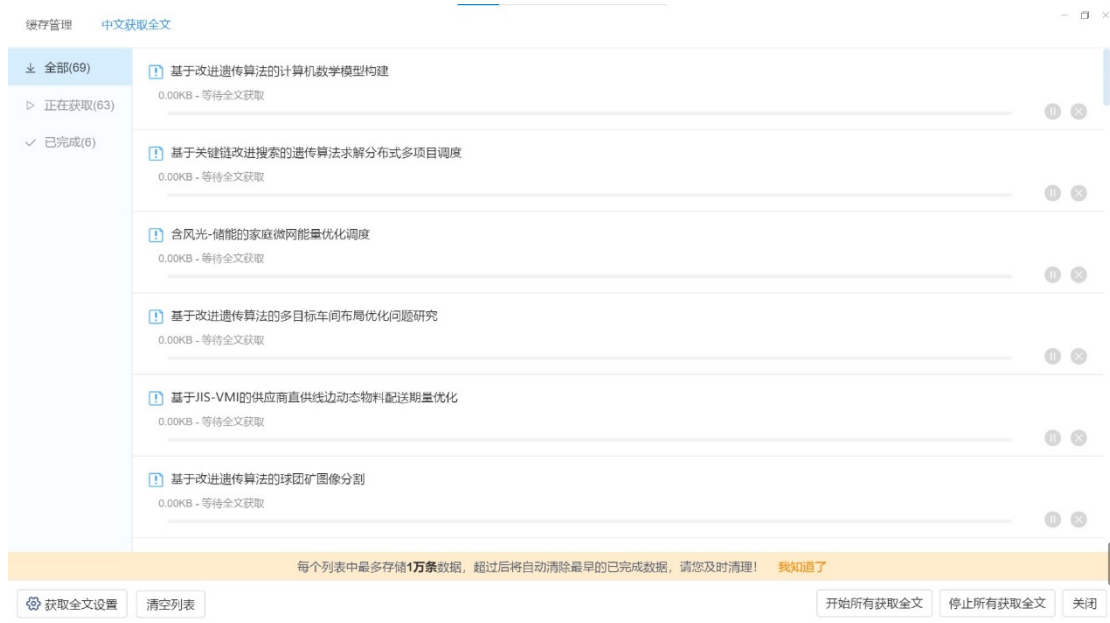 缓存管理 中文获取全文
全部(69)
正在获取(63)
已完成(6)
基于改进遗传算法的计算机数学模型构建
0.00KB - 等待全文获取
基于关键链改进搜索的遗传算法求解分布式多项目调度
0.00KB - 等待全文获取
含风光-储能的家庭微网能量优化调度
0.00KB - 等待全文获取
基于改进遗传算法的多目标车间布局优化问题研究
0.00KB - 等待全文获取
基于JIS-VMI的供应商直供线边动态物料配送期量优化
0.00KB - 等待全文获取
基于改进遗传算法的球团矿图像分割
0.00KB - 等待全文获取
每个列表中最多存储1万条数据，超过后将自动清除最早的已完成数据，请您及时清理！ 我知道了
获取全文设置 清空列表 开始所有获取全文 停止所有获取全文 关闭